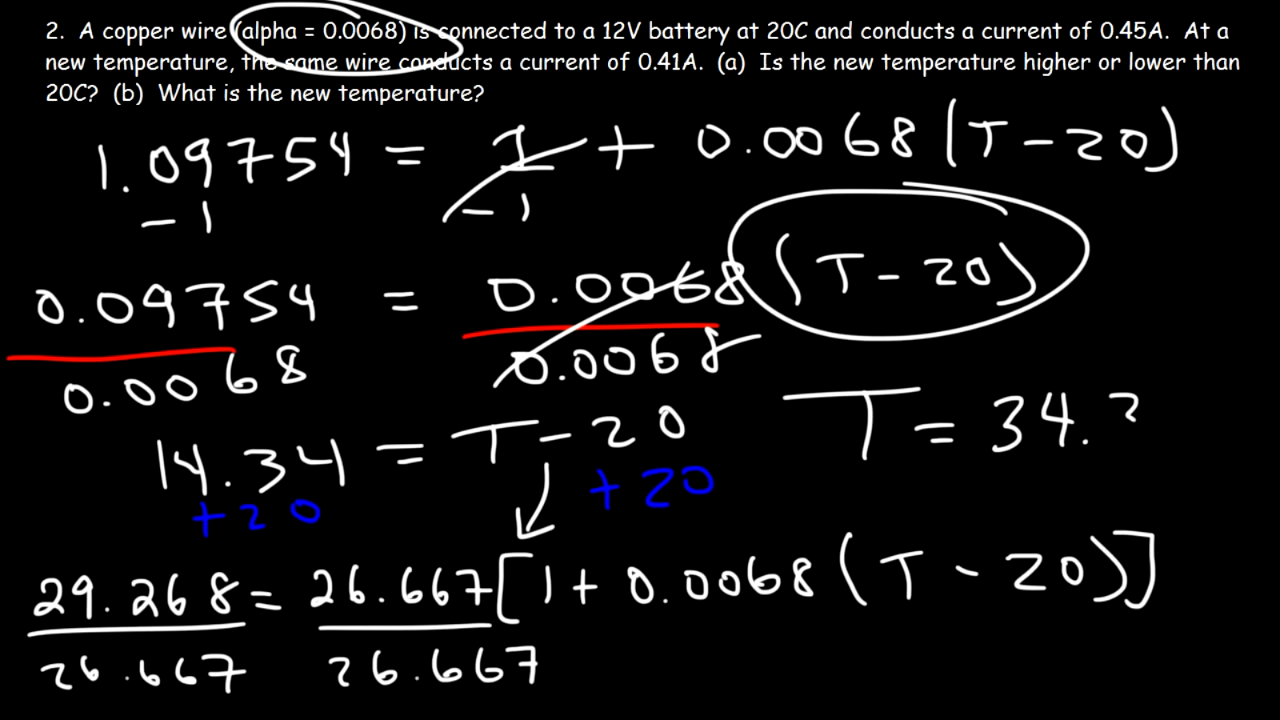 2. A copper wire (alpha = 0.0068) is connected to a 12V battery at 20C and conducts a current of 0.45A. At a
new temperature, the same wire conducts a current of 0.41A. (a) Is the new temperature higher or lower than
20C? (b) What is the new temperature?
1.09754 = 1 + 0.0068 (T - 20)
- 1 - 1
0.09754 = 0.0068 (T - 20)
0.0068 0.0068
14.34 = T - 20 T = 34.
+ 20 + 20
29.268 = 26.667 [1 + 0.0068 (T - 20)]
26.667 26.667